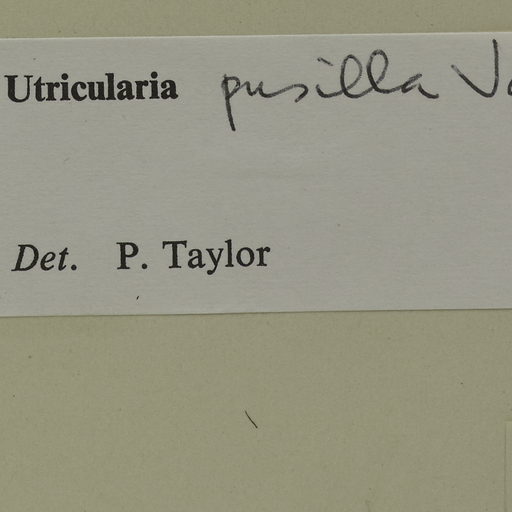 Utricularia pusilla
Det. P. Taylor